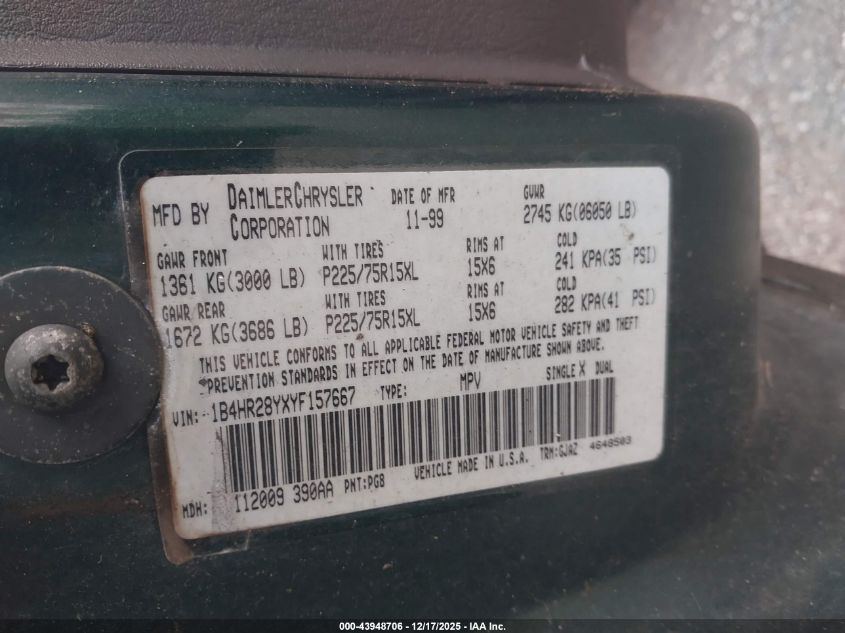 MFD BY DAIMLERCHRYSLER CORPORATION DATE OF MFR 11-99 GVWR 2745 KG(06050 LB)
GAWR FRONT WITH TIRES RIMS AT COLD
1361 KG(3000 LB) P225/75R15XL 15X6 241 KPA(35 PSI)
GAWR/REAR WITH TIRES RIMS AT COLD
1672 KG(3686 LB) P225/75R15XL 15X6 282 KPA(41 PSI)
THIS VEHICLE CONFORMS TO ALL APPLICABLE FEDERAL MOTOR VEHICLE SAFETY AND THEFT
PREVENTION STANDARDS IN EFFECT ON THE DATE OF MANUFACTURE SHOWN ABOVE.
VIN: 1B4HR28YXYF157667 TYPE: MPV SINGLE X DUAL
MDH: 112009 390AA PNT:PG8 VEHICLE MADE IN U.S.A. TRM:GJAZ 4648503
000-43948706 – 12/17/2025 – IAA Inc.